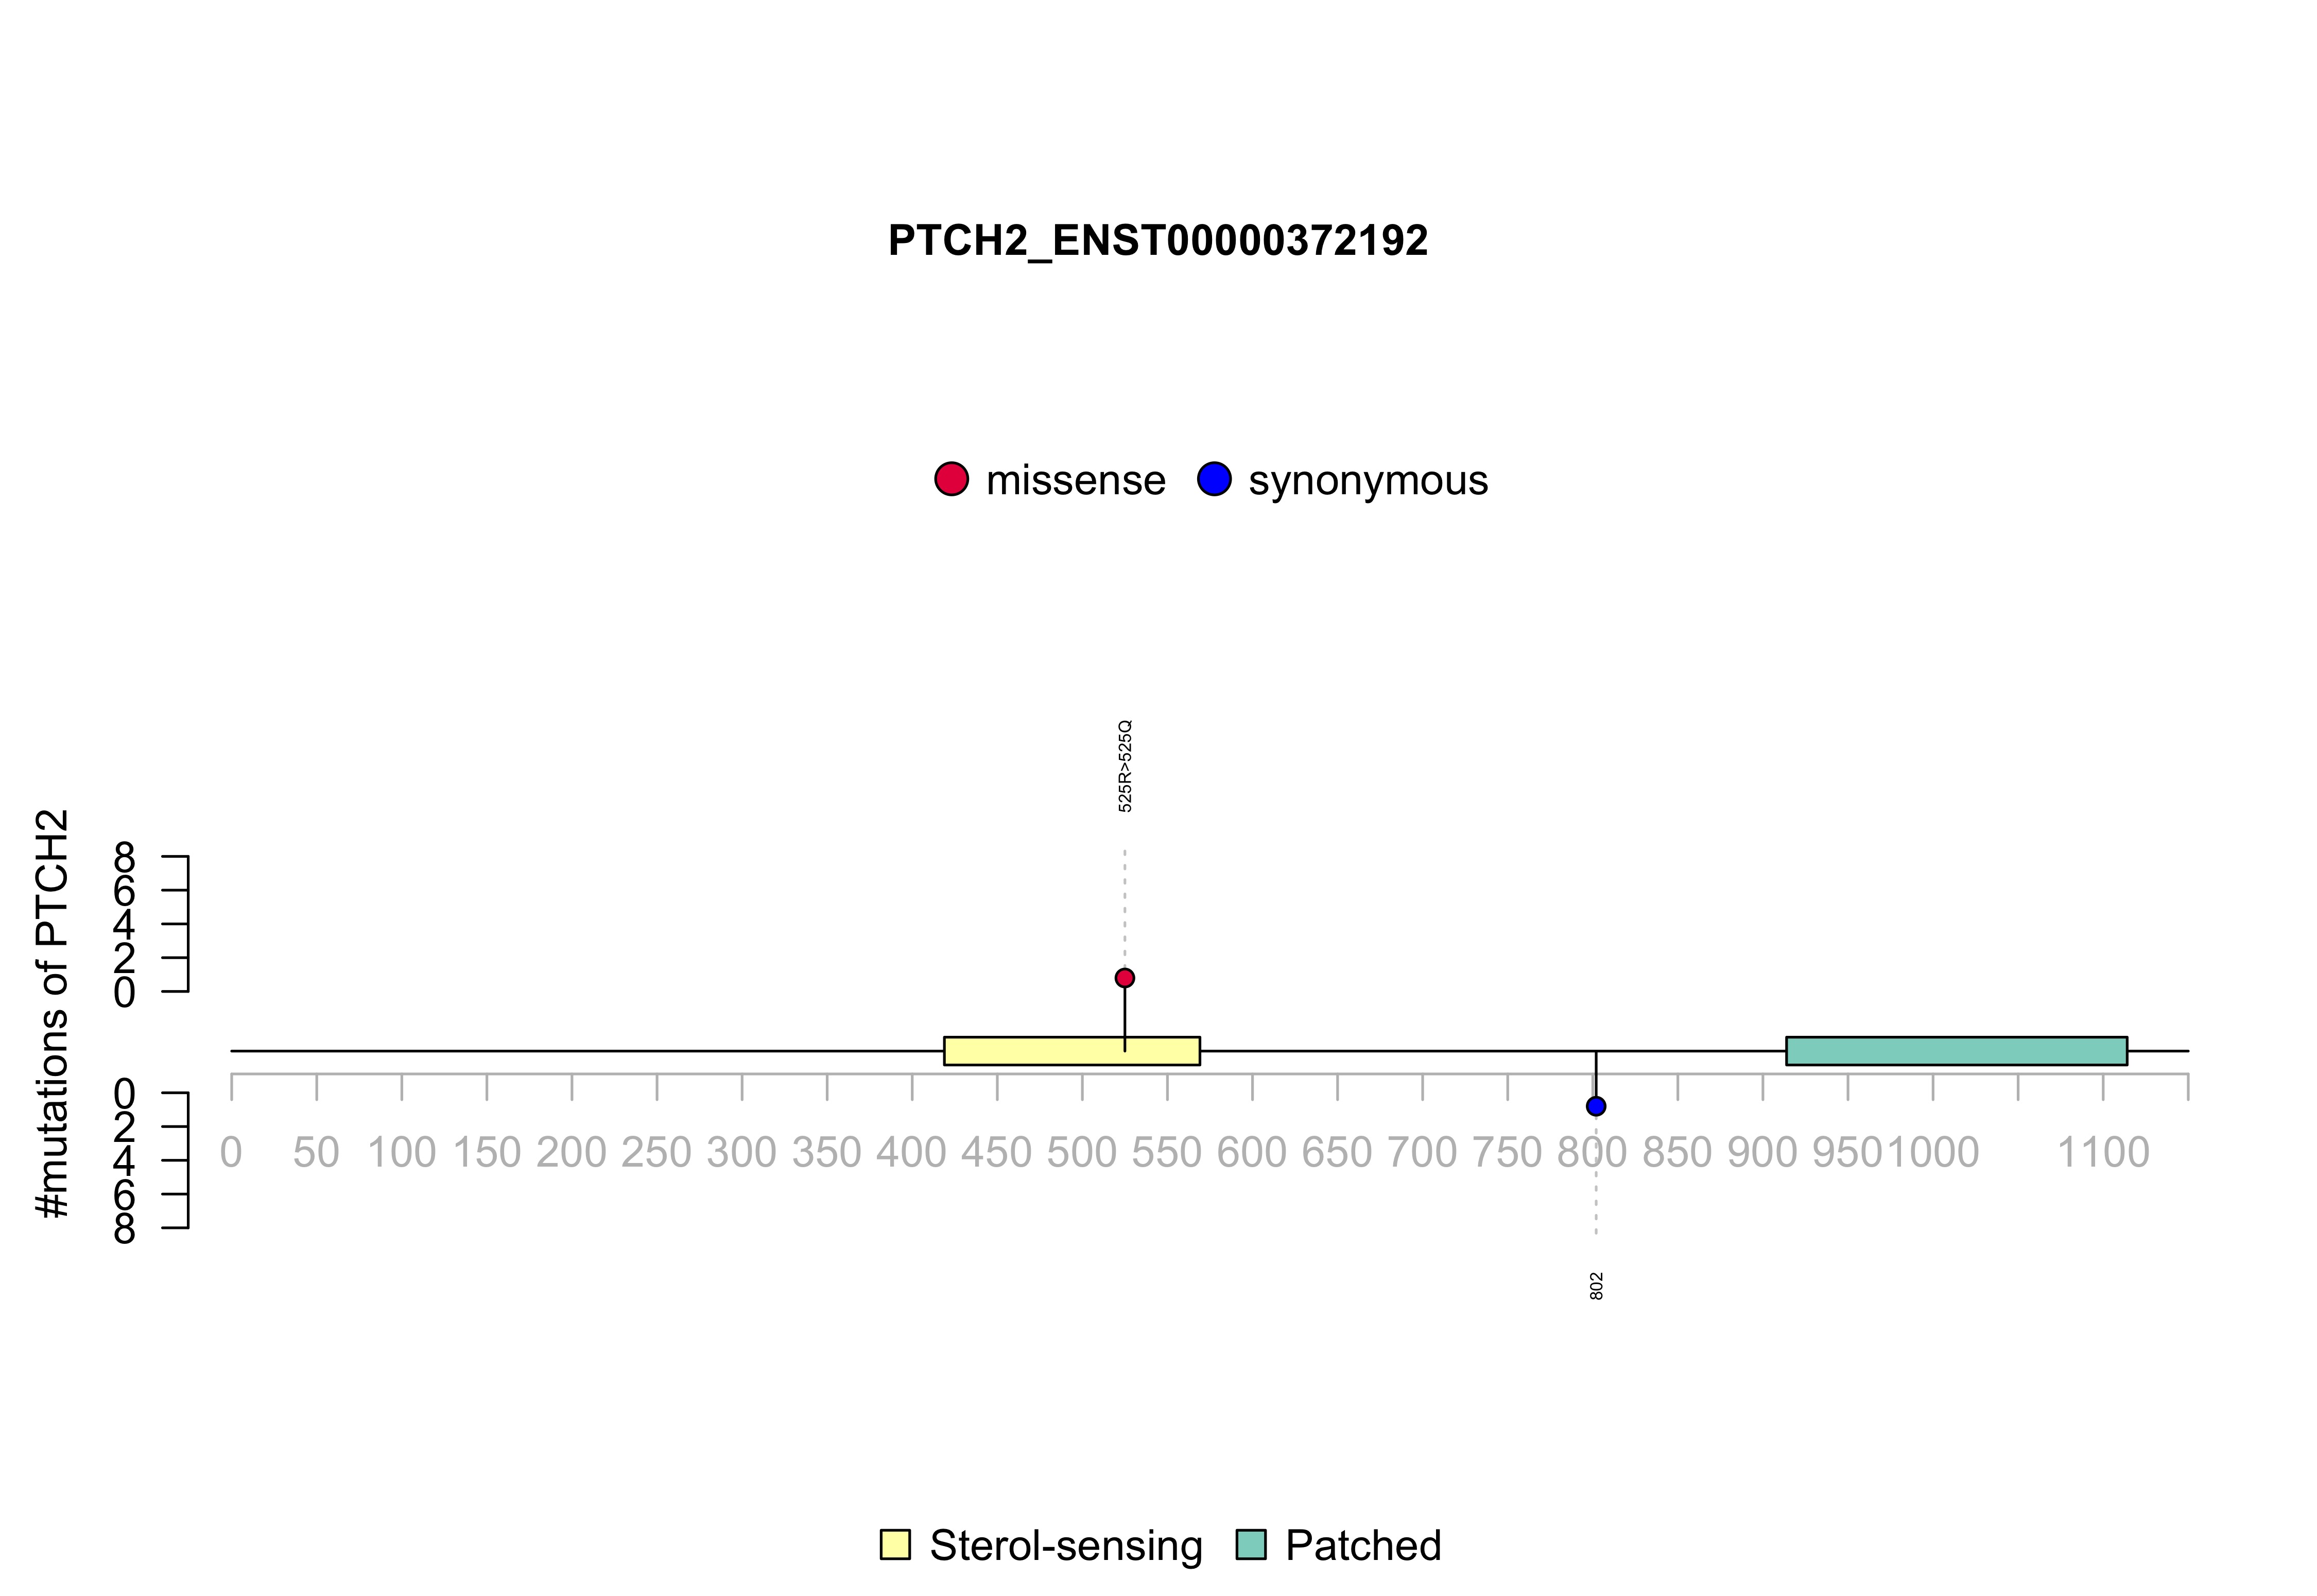 PTCH2_ENST00000372192
missense synonymous
525R>525Q
#mutations of PTCH2
8
6
4
2
0
0
2
4
6
8
0 50 100 150 200 250 300 350 400 450 500 550 600 650 700 750 800 850 900 950 1000 1100
802
Sterol-sensing Patched